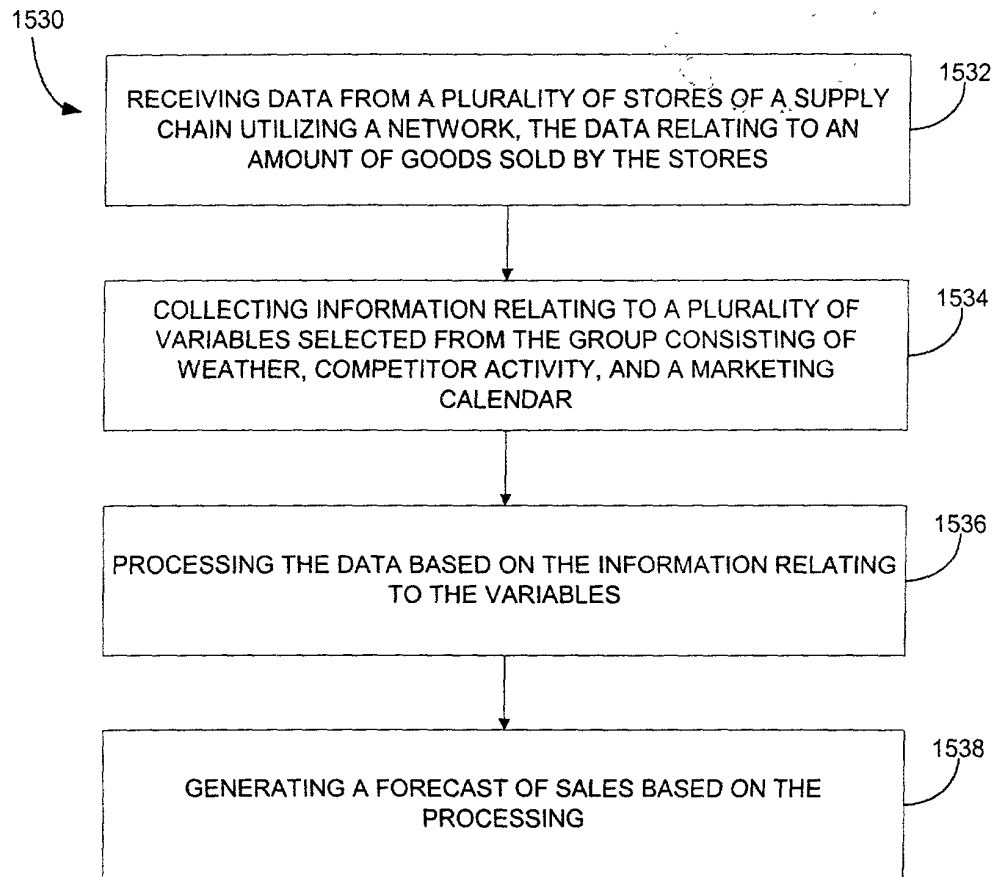 1530
1532
RECEIVING DATA FROM A PLURALITY OF STORES OF A SUPPLY
CHAIN UTILIZING A NETWORK, THE DATA RELATING TO AN
AMOUNT OF GOODS SOLD BY THE STORES
1534
COLLECTING INFORMATION RELATING TO A PLURALITY OF
VARIABLES SELECTED FROM THE GROUP CONSISTING OF
WEATHER, COMPETITOR ACTIVITY, AND A MARKETING
CALENDAR
1536
PROCESSING THE DATA BASED ON THE INFORMATION RELATING
TO THE VARIABLES
1538
GENERATING A FORECAST OF SALES BASED ON THE
PROCESSING